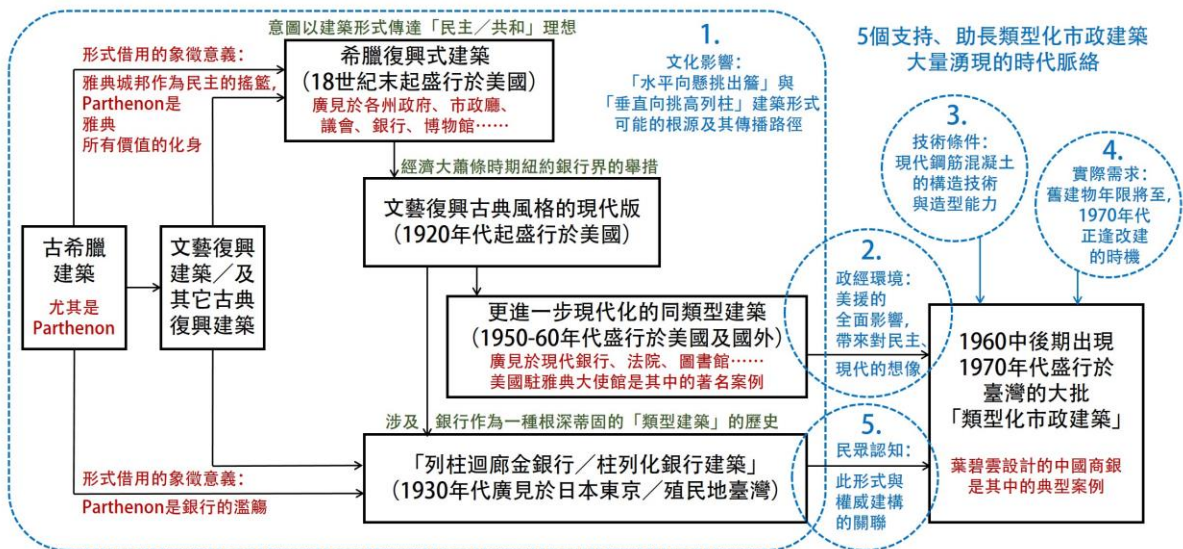 意圖以建築形式傳達「民主／共和」理想
形式借用的象徵意義：
雅典城邦作為民主的搖籃，
Parthenon是
雅典
所有價值的化身
希臘復興式建築
（18世紀末起盛行於美國）
廣見於各州政府、市政廳、
議會、銀行、博物館……
1.
文化影響：
「水平向懸挑出簷」與
「垂直向挑高列柱」建築形式
可能的根源及其傳播路徑
5個支持、助長類型化市政建築
大量湧現的時代脈絡
3.
技術條件：
現代鋼筋混凝土
的構造技術
與造型能力
4.
實際需求：
舊建物年限將至，
1970年代
正逢改建
的時機
經濟大蕭條時期紐約銀行界的舉措
文藝復興古典風格的現代版
（1920年代起盛行於美國）
古希臘
建築
尤其是
Parthenon
文藝復興
建築／及
其它古典
復興建築
2.
政經環境：
美援的
全面影響，
帶來對民主、
現代的想像
更進一步現代化的同類型建築
（1950-60年代盛行於美國及國外）
廣見於現代銀行、法院、圖書館……
美國駐雅典大使館是其中的著名案例
1960中後期出現
1970年代盛行於
臺灣的大批
「類型化市政建築」
葉碧雲設計的中國商銀
是其中的典型案例
涉及　銀行作為一種根深蒂固的「類型建築」的歷史
5.
民眾認知：
此形式與
權威建構
的關聯
形式借用的象徵意義：
Parthenon是銀行的濫觴
「列柱迴廊金銀行／柱列化銀行建築」
（1930年代廣見於日本東京／殖民地臺灣）